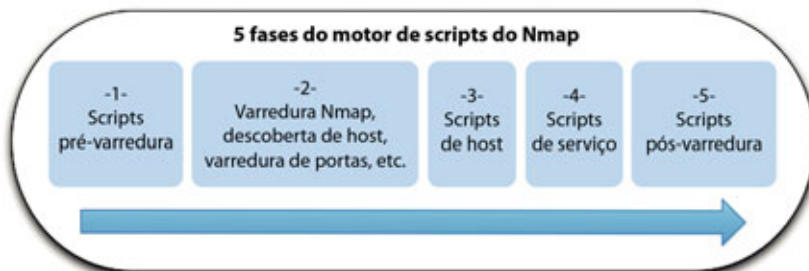 5 fases do motor de scripts do Nmap
-1-
Scripts
pré-varredura
-2-
Varredura Nmap,
descoberta de host,
varredura de portas, etc.
-3-
Scripts
de host
-4-
Scripts
de serviço
-5-
Scripts
pós-varredura